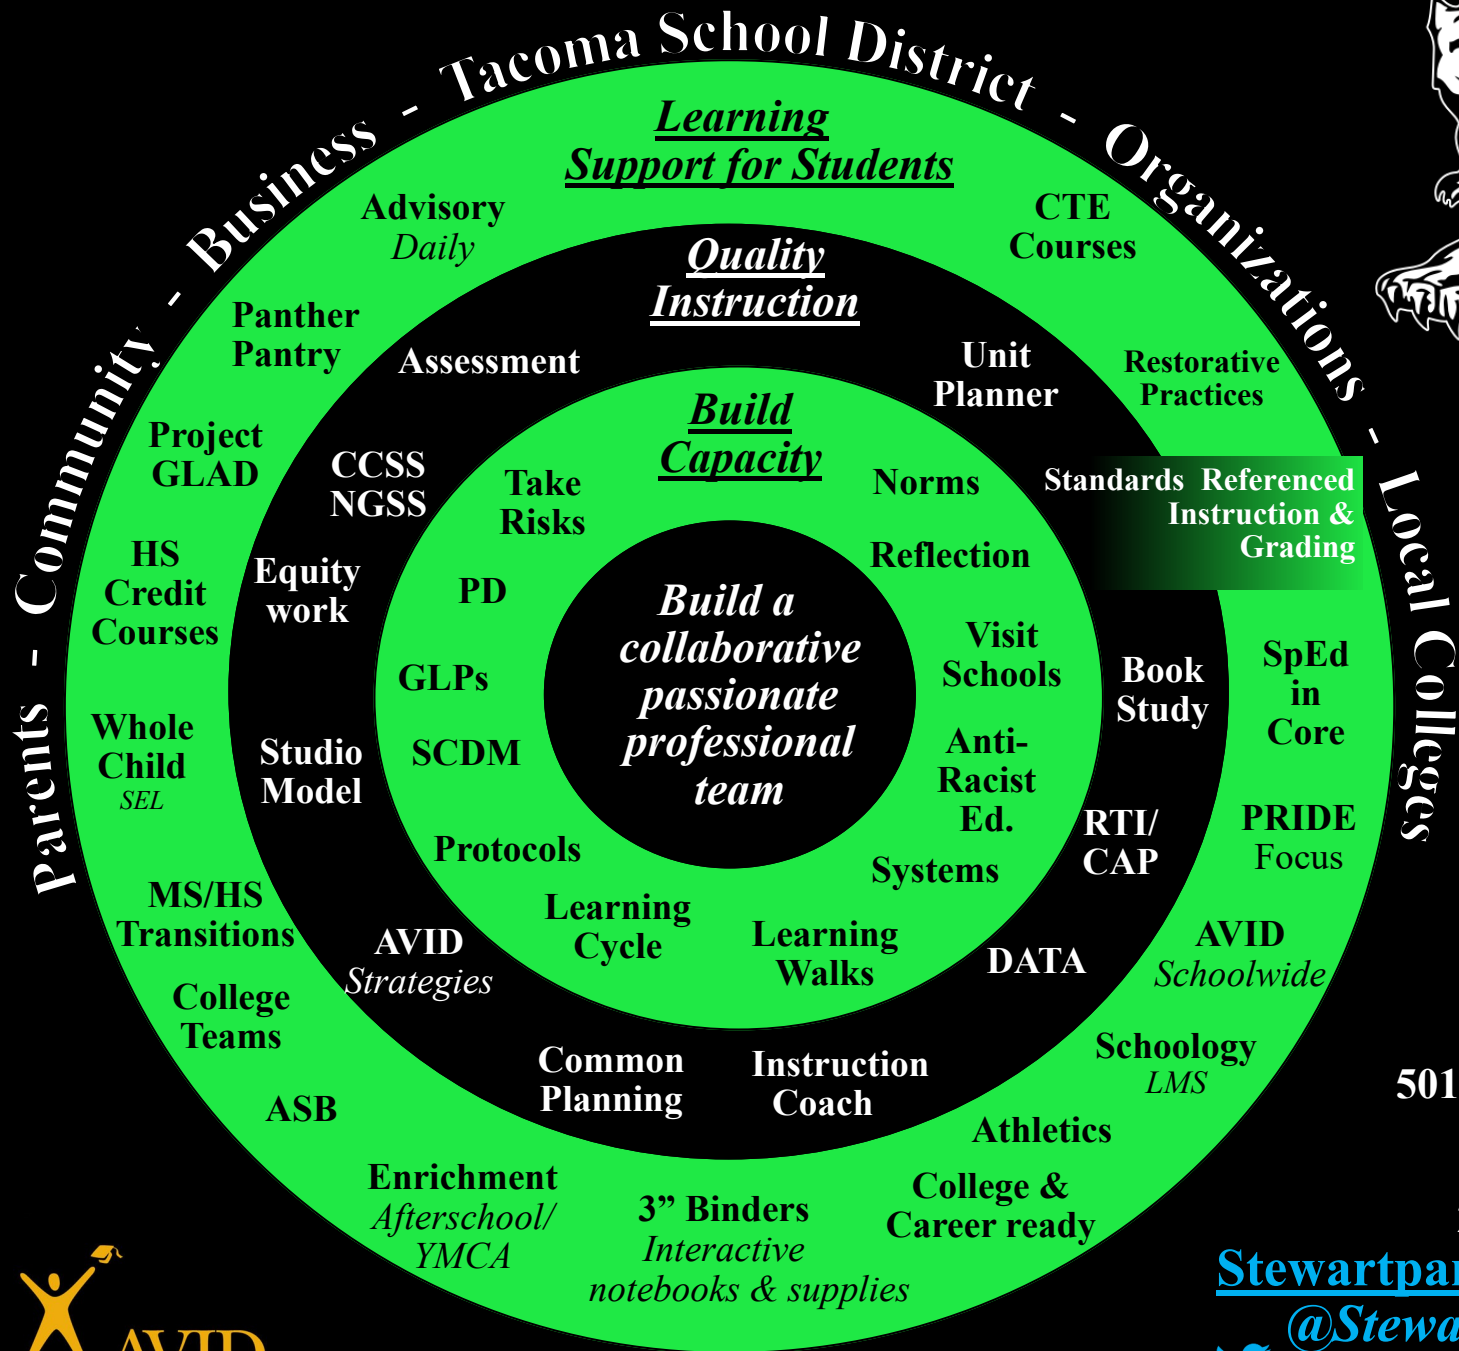 Parents - Community - Business - Tacoma School District - Organizations - Local Colleges
Learning
Support for Students
Advisory
Daily
CTE
Courses
Panther
Pantry
Restorative
Practices
Project
GLAD
HS
Credit
Courses
Whole
Child
SEL
MS/HS
Transitions
College
Teams
ASB
Enrichment
Afterschool/
YMCA
3” Binders
Interactive
notebooks & supplies
College &
Career ready
Athletics
Schoology
LMS
AVID
Schoolwide
PRIDE
Focus
SpEd
in
Core
Standards Referenced
Instruction &
Grading
Quality
Instruction
Assessment
Unit
Planner
CCSS
NGSS
Equity
work
Studio
Model
AVID
Strategies
Common
Planning
Instruction
Coach
DATA
RTI/
CAP
Book
Study
Build
Capacity
Take
Risks
Norms
Reflection
PD
GLPs
SCDM
Protocols
Learning
Cycle
Learning
Walks
Systems
Anti-
Racist
Ed.
Visit
Schools
Build a
collaborative
passionate
professional
team
501
Stewartpa
@Stewa
AVID